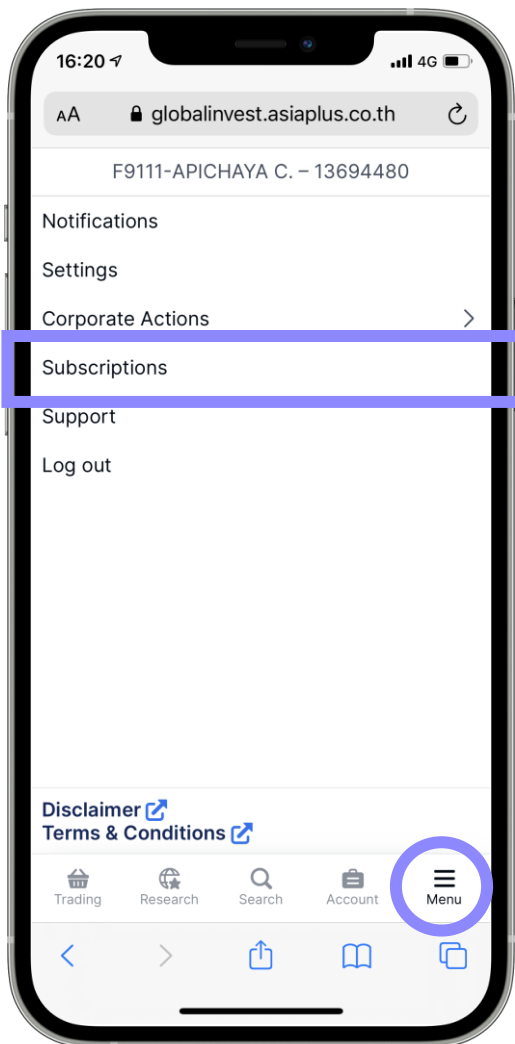 16:20
4G
AA globalinvest.asiaplus.co.th
F9111-APICHAYA C. – 13694480
Notifications
Settings
Corporate Actions
Subscriptions
Support
Log out
Disclaimer
Terms & Conditions
Trading Research Search Account Menu